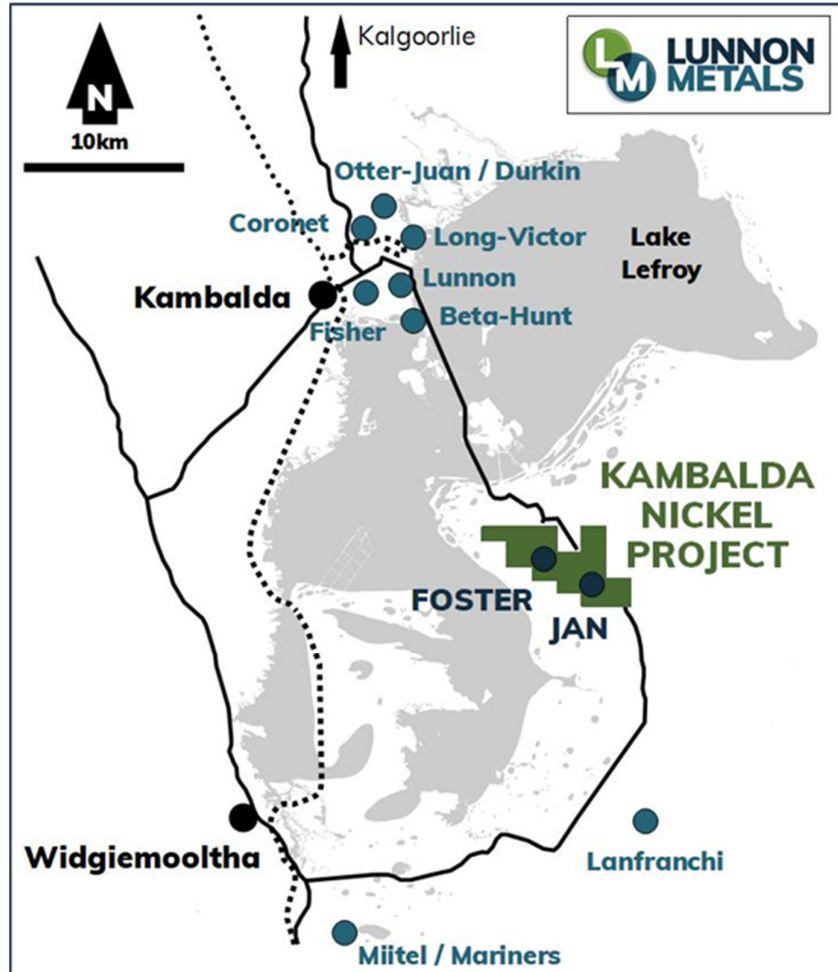 Kalgoorlie
LM LUNNON
METALS
N
10km
Otter-Juan / Durkin
Coronet
Long-Victor
Lake
Lefroy
Lunnon
Kambalda
Fisher
Beta-Hunt
KAMBALDA
NICKEL
PROJECT
FOSTER
JAN
Widgiemooltha
Lanfranchi
Miitel / Mariners